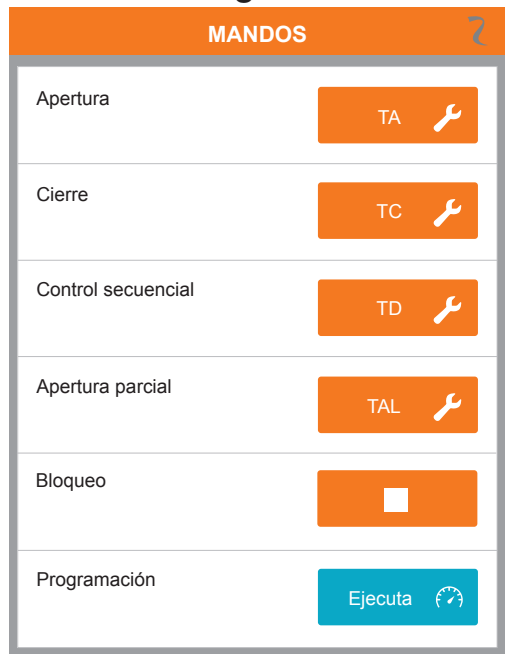 MANDOS
Apertura
TA
Cierre
TC
Control secuencial
TD
Apertura parcial
TAL
Bloqueo
Programación
Ejecuta